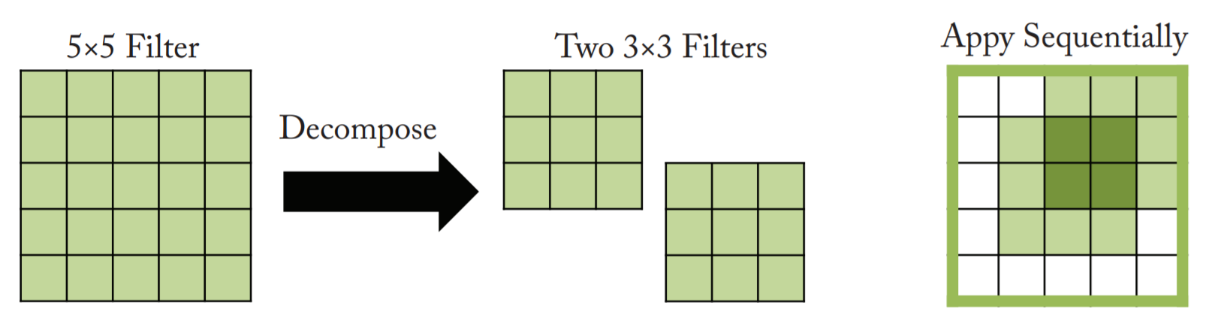 5×5 Filter
Decompose
Two 3×3 Filters
Appy Sequentially